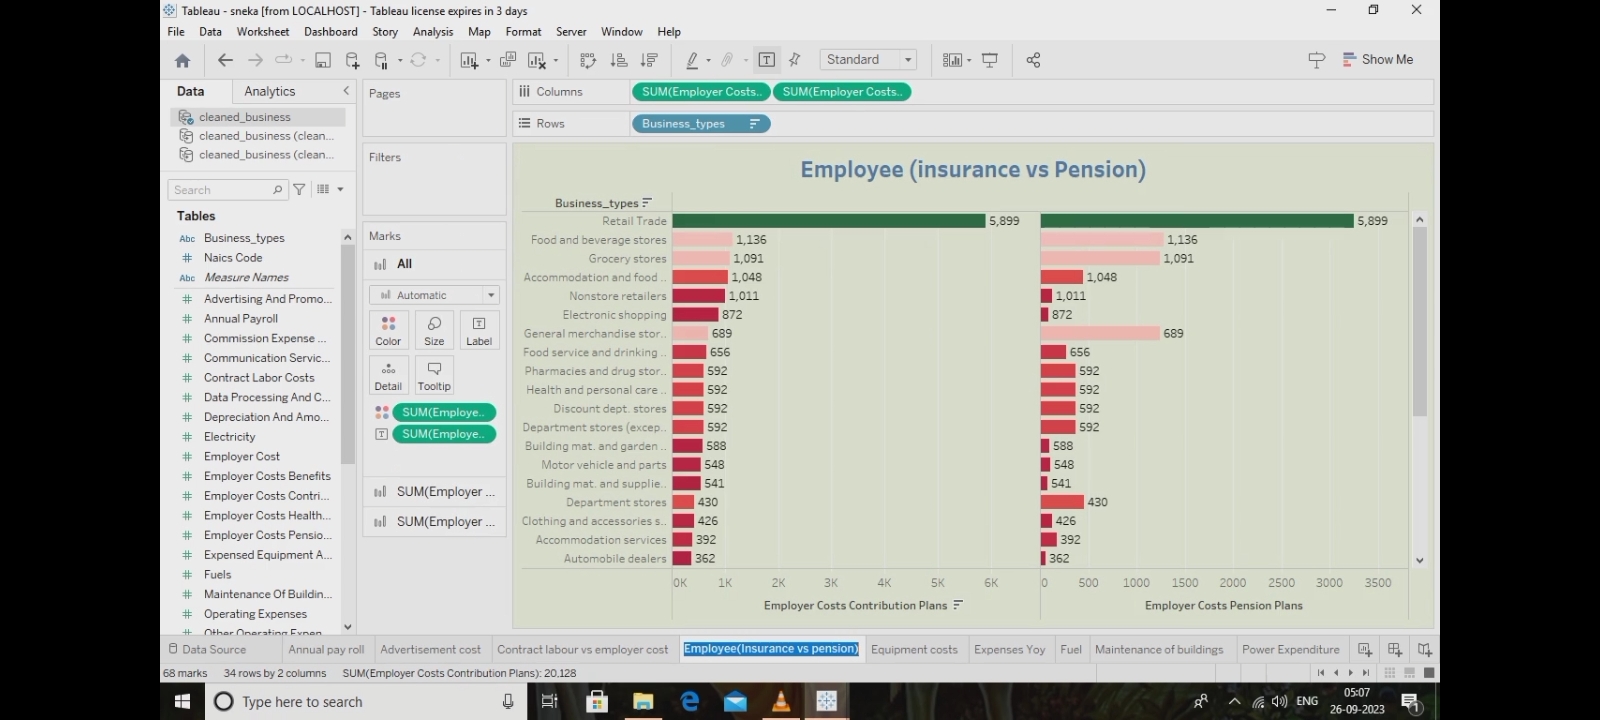 Tableau - sneka [from LOCALHOST] - Tableau license expires in 3 days
File Data Worksheet Dashboard Story Analysis Map Format Server Window Help
Standard Show Me
Data Analytics
cleaned_business
cleaned_business (clean...
cleaned_business (clean...
Search
Tables
Abc Business_types
# Naics Code
Abc Measure Names
# Advertising And Promo...
# Annual Payroll
# Commission Expense ...
# Communication Servic...
# Contract Labor Costs
# Data Processing And C...
# Depreciation And Amo...
# Electricity
# Employer Cost
# Employer Costs Benefits
# Employer Costs Contri...
# Employer Costs Health...
# Employer Costs Pensio...
# Expensed Equipment A...
# Fuels
# Maintenance Of Buildin...
# Operating Expenses
# Other Operating Expen
Pages
Filters
Marks
All
Automatic
Color Size Label
Detail Tooltip
SUM(Employe..
T SUM(Employe..
SUM(Employer ...
SUM(Employer ...
Columns SUM(Employer Costs.. SUM(Employer Costs..
Rows Business_types
Employee (insurance vs Pension)
Business_types
Retail Trade 5,899 5,899
Food and beverage stores 1,136 1,136
Grocery stores 1,091 1,091
Accommodation and food .. 1,048 1,048
Nonstore retailers 1,011 1,011
Electronic shopping 872 872
General merchandise stor.. 689 689
Food service and drinking .. 656 656
Pharmacies and drug stor.. 592 592
Health and personal care .. 592 592
Discount dept. stores 592 592
Department stores (excep.. 592 592
Building mat. and garden .. 588 588
Motor vehicle and parts 548 548
Building mat. and supplie.. 541 541
Department stores 430 430
Clothing and accessories s.. 426 426
Accommodation services 392 392
Automobile dealers 362 362
0K 1K 2K 3K 4K 5K 6K 0 500 1000 1500 2000 2500 3000 3500
Employer Costs Contribution Plans Employer Costs Pension Plans
Data Source Annual pay roll Advertisement cost Contract labour vs employer cost Employee(Insurance vs pension) Equipment costs Expenses Yoy Fuel Maintenance of buildings Power Expenditure
68 marks 34 rows by 2 columns SUM(Employer Costs Contribution Plans): 20,128
Type here to search ENG 05:07
26-09-2023 1